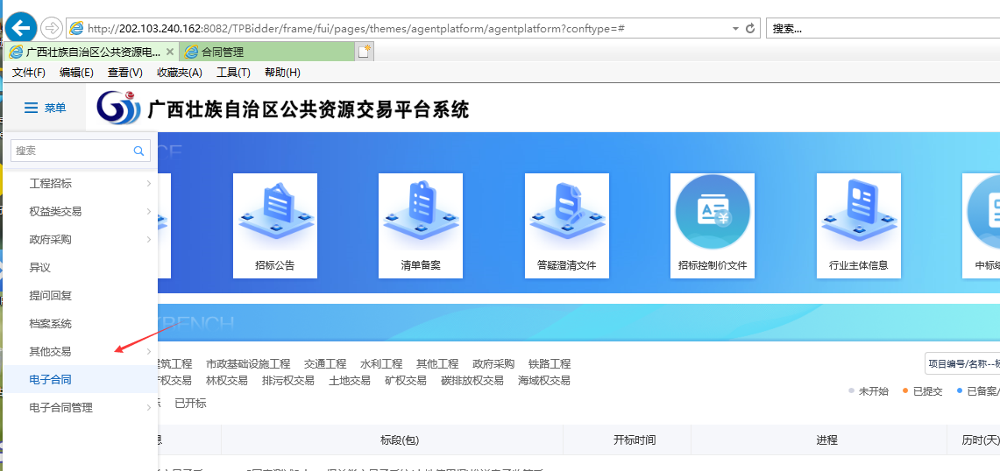 http://202.103.240.162:8082/TPBidder/frame/fui/pages/themes/agentplatform/agentplatform?conftype=#
搜索...
广西壮族自治区公共资源电...
合同管理
文件(F) 编辑(E) 查看(V) 收藏夹(A) 工具(T) 帮助(H)
菜单
广西壮族自治区公共资源交易平台系统
搜索
工程招标
权益类交易
政府采购
异议
提问回复
档案系统
其他交易
电子合同
电子合同管理
招标公告
清单备案
答疑澄清文件
招标控制价文件
行业主体信息
中标
BENCH
建筑工程 市政基础设施工程 交通工程 水利工程 其他工程 政府采购 铁路工程
产权交易 林权交易 排污权交易 土地交易 矿权交易 碳排放权交易 海域权交易
已开标
项目编号/名称--标
未开始 已提交 已备案/
标段(包) 开标时间 进程 历时(天)